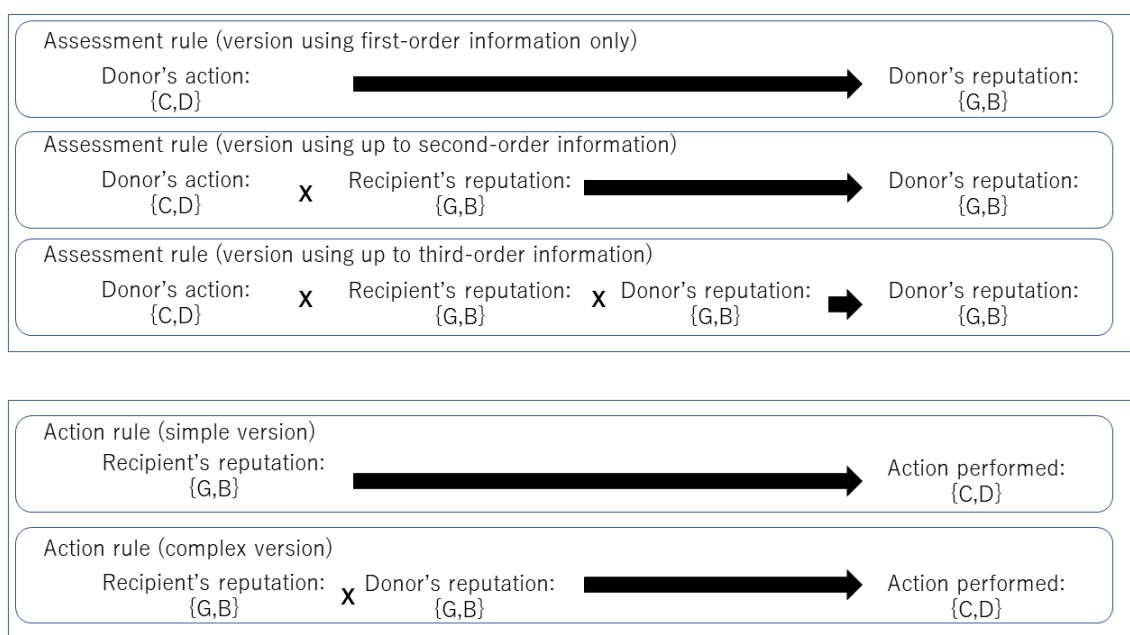 Assessment rule (version using first-order information only)
Donor's action: Donor's reputation:
{C,D} {G,B}
Assessment rule (version using up to second-order information)
Donor's action: x Recipient's reputation: Donor's reputation:
{C,D} {G,B} {G,B}
Assessment rule (version using up to third-order information)
Donor's action: x Recipient's reputation: x Donor's reputation: Donor's reputation:
{C,D} {G,B} {G,B} {G,B}
Action rule (simple version)
Recipient's reputation: Action performed:
{G,B} {C,D}
Action rule (complex version)
Recipient's reputation: x Donor's reputation: Action performed:
{G,B} {G,B} {C,D}